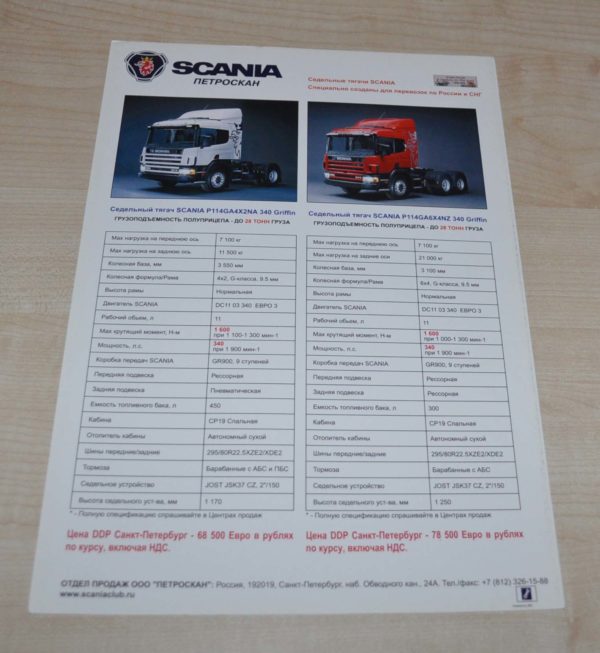 SCANIA
ПЕТРОСКАН
Седельные тягачи SCANIA
Специально созданы для перевозок по России и СНГ
Седельный тягач SCANIA P114GA4X2NA 340 Griffin
ГРУЗОПОДЪЕМНОСТЬ ПОЛУПРИЦЕПА - ДО 28 ТОНН ГРУЗА
Мах нагрузка на переднюю ось 7 100 кг
Мах нагрузка на заднюю ось 11 500 кг
Колесная база, мм 3 550 мм
Колесная формула/Рама 4x2, G-класса, 9.5 мм
Высота рамы Нормальная
Двигатель SCANIA DC11 03 340 ЕВРО 3
Рабочий объем, л 11
Мах крутящий момент, Н-м 1 600
при 1 100-1 300 мин-1
Мощность, л.с. 340
при 1 900 мин-1
Коробка передач SCANIA GR900, 9 ступеней
Передняя подвеска Рессорная
Задняя подвеска Пневматическая
Емкость топливного бака, л 450
Кабина CP19 Спальная
Отопитель кабины Автономный сухой
Шины передние/задние 295/80R22.5XZE2/XDE2
Тормоза Барабанные с АБС и ПБС
Седельное устройство JOST JSK37 CZ, 2"/150
Высота седельного уст-ва, мм 1 170
* - Полную спецификацию спрашивайте в Центрах продаж
Цена DDP Санкт-Петербург - 68 500 Евро в рублях
по курсу, включая НДС.
Седельный тягач SCANIA P114GA6X4NZ 340 Griffin
ГРУЗОПОДЪЕМНОСТЬ ПОЛУПРИЦЕПА - ДО 28 ТОНН ГРУЗА
Мах нагрузка на переднюю ось 7 100 кг
Мах нагрузка на задние оси 21 000 кг
Колесная база, мм 3 100 мм
Колесная формула/Рама 6x4, G-класса, 9.5 мм
Высота рамы Нормальная
Двигатель SCANIA DC11 03 340 ЕВРО 3
Рабочий объем, л 11
Мах крутящий момент, Н-м 1 600
при 1 000-1 300 мин-1
Мощность, л.с. 340
при 1 900 мин-1
Коробка передач SCANIA GR900, 9 ступеней
Передняя подвеска Рессорная
Задняя подвеска Рессорная
Емкость топливного бака, л 300
Кабина CP19 Спальная
Отопитель кабины Автономный сухой
Шины передние/задние 295/80R22.5XZE2/XDE2
Тормоза Барабанные с АБС
Седельное устройство JOST JSK37 CZ, 2"/150
Высота седельного уст-ва, мм 1 250
* - Полную спецификацию спрашивайте в Центрах продаж
Цена DDP Санкт-Петербург - 78 500 Евро в рублях
по курсу, включая НДС.
ОТДЕЛ ПРОДАЖ ООО "ПЕТРОСКАН": Россия, 192019, Санкт-Петербург, наб. Обводного кан., 24А. Тел./факс: +7 (812) 326-15-88
www.scaniaclub.ru